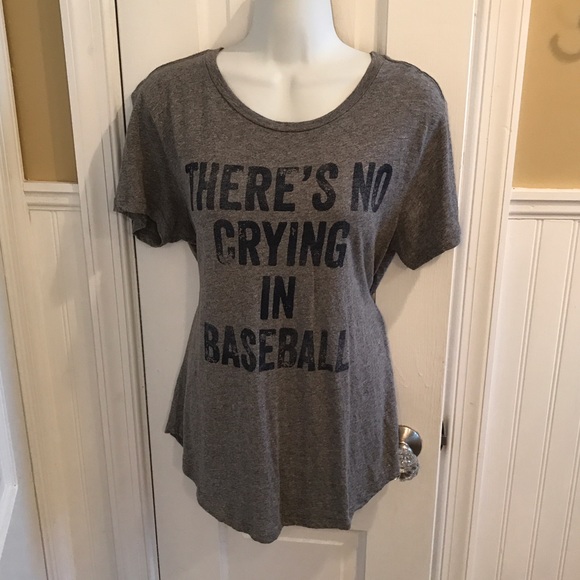 THERE'S NO
CRYING
IN
BASEBALL